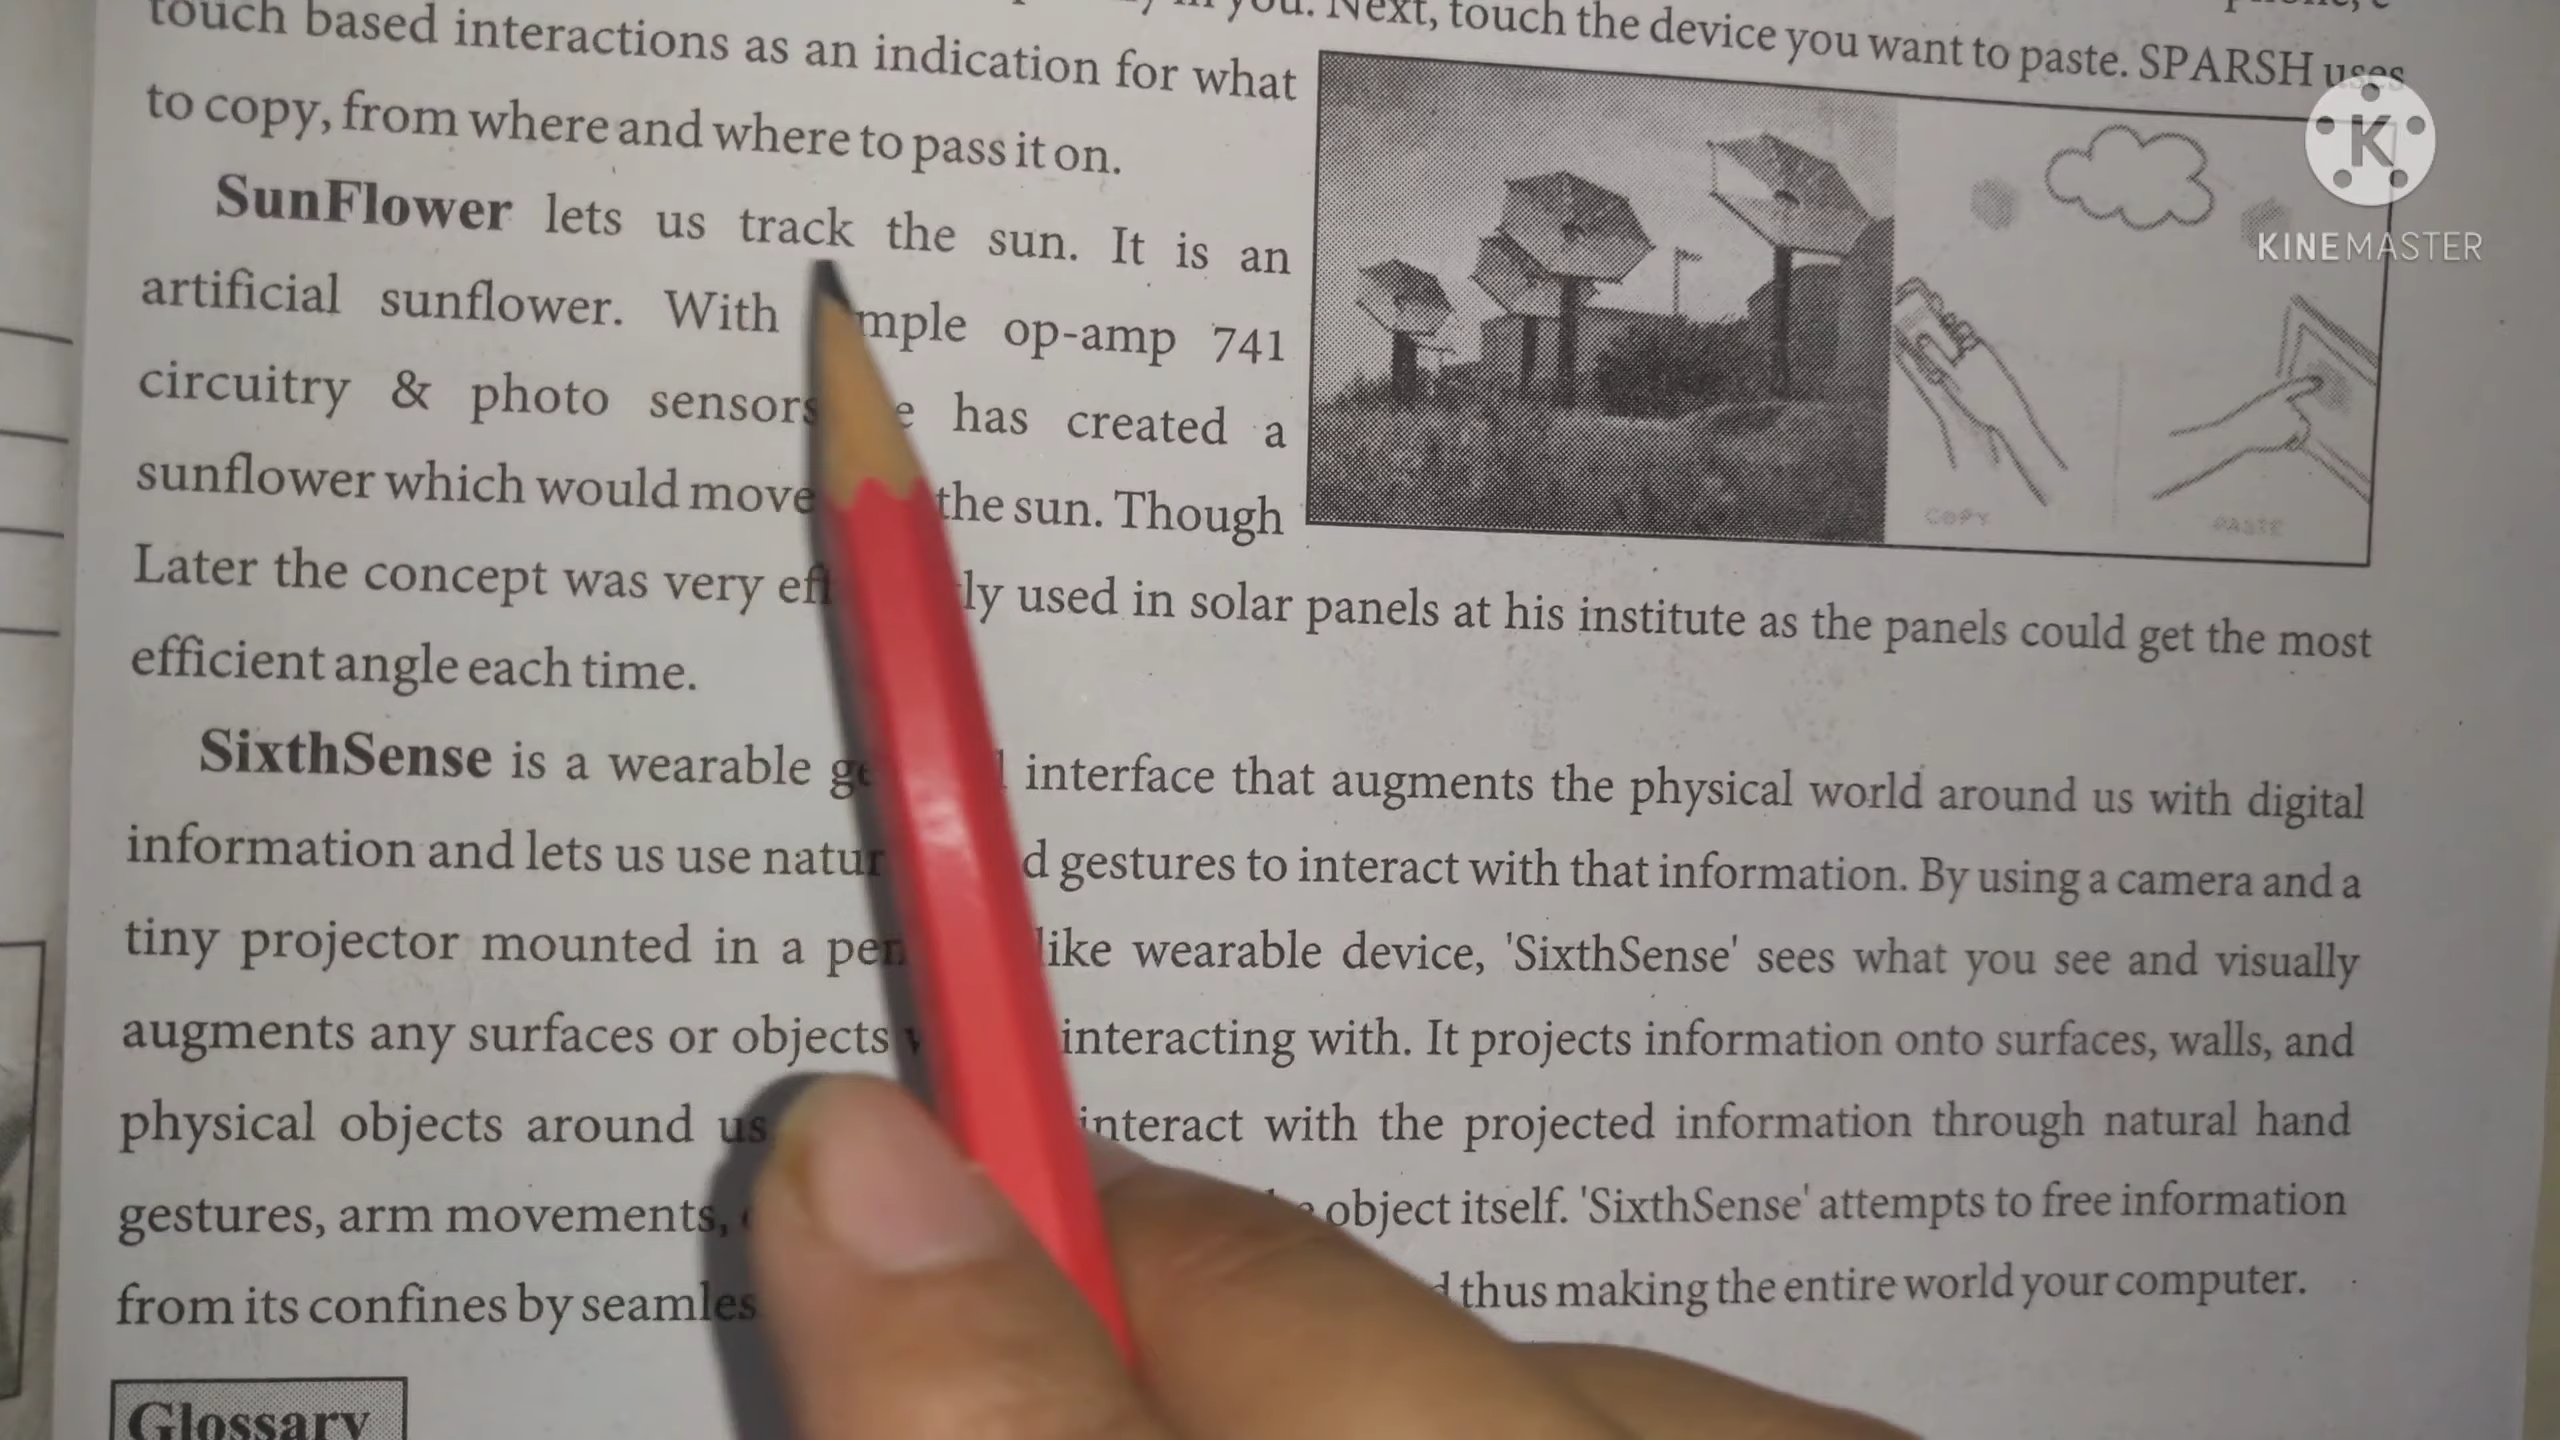 you. Next, touch the device you want to paste. SPARSH uses
touch based interactions as an indication for what
to copy, from where and where to pass it on.
SunFlower lets us track the sun. It is an
artificial sunflower. With mple op-amp 741
circuitry & photo sensors e has created a
sunflower which would move the sun. Though
Later the concept was very eff ly used in solar panels at his institute as the panels could get the most
efficient angle each time.
SixthSense is a wearable ge l interface that augments the physical world around us with digital
information and lets us use natur d gestures to interact with that information. By using a camera and a
tiny projector mounted in a pen like wearable device, 'SixthSense' sees what you see and visually
augments any surfaces or objects interacting with. It projects information onto surfaces, walls, and
physical objects around us interact with the projected information through natural hand
gestures, arm movements, object itself. 'SixthSense' attempts to free information
from its confines by seamles d thus making the entire world your computer.
Glossary
COPY
PASTE
K
KINEMASTER